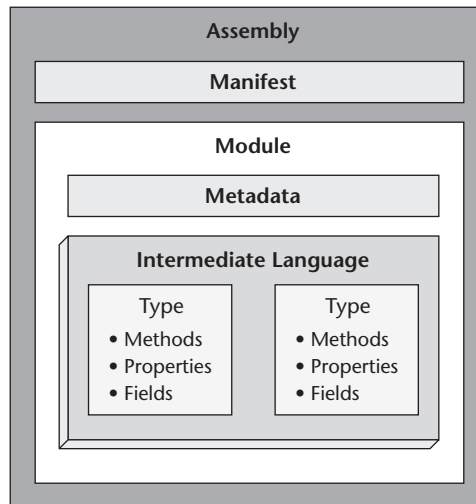 Assembly
Manifest
Module
Metadata
Intermediate Language
Type
• Methods
• Properties
• Fields
Type
• Methods
• Properties
• Fields